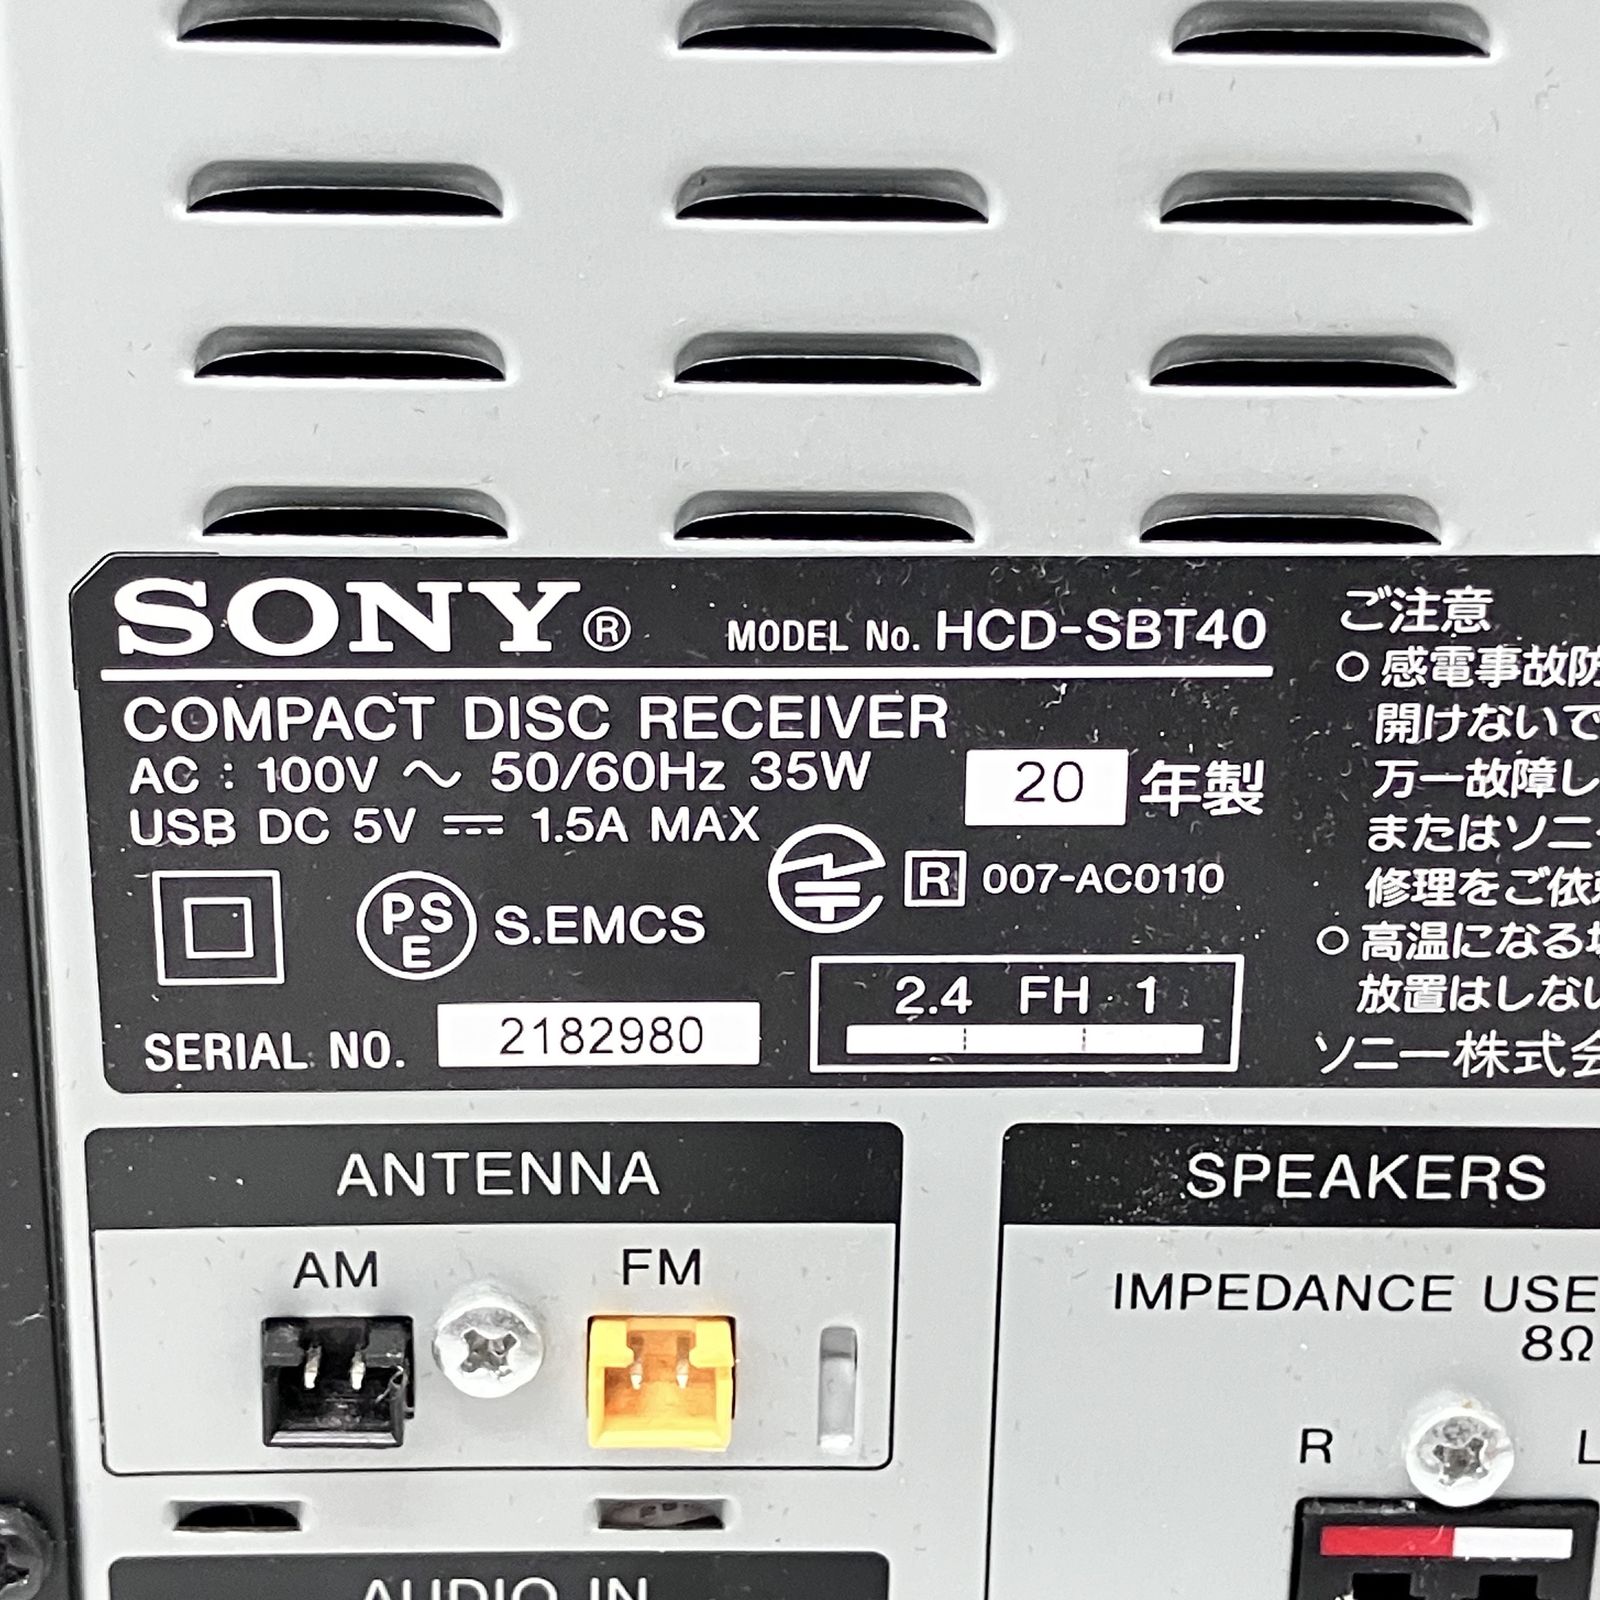 SONY® MODEL No. HCD-SBT40
COMPACT DISC RECEIVER
AC : 100V ～ 50/60Hz 35W
20 年製
USB DC 5V ⎓ 1.5A MAX
R 007-AC0110
PSE S.EMCS
2.4 FH 1
SERIAL NO. 2182980
ご注意
○ 感電事故防
開けないで
万一故障し
またはソニー
修理をご依
○ 高温になる
放置はしない
ソニー株式会
ANTENNA
AM FM
SPEAKERS
IMPEDANCE USE
8Ω
R L
AUDIO IN